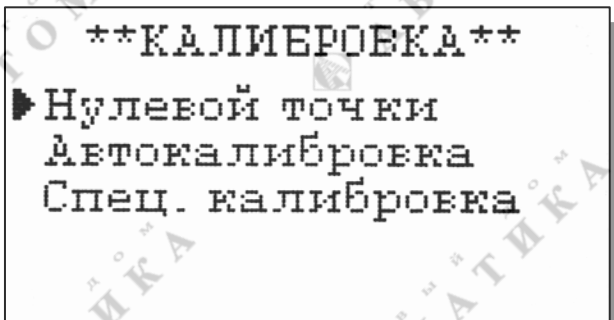 **КАЛИБРОВКА**
▶Нулевой точки
Автокалибровка
Спец. калибровка